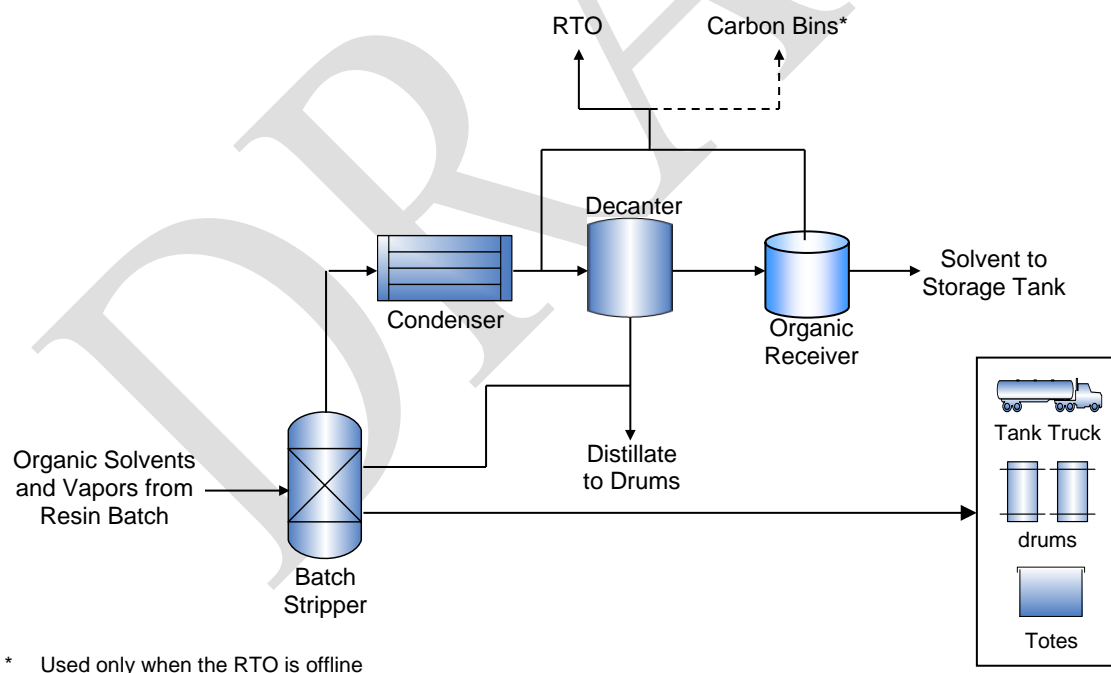 RTO
Carbon Bins*
Decanter
Condenser
Organic
Receiver
Solvent to
Storage Tank
Organic Solvents
and Vapors from
Resin Batch
Batch
Stripper
Distillate
to Drums
Tank Truck
drums
Totes
* Used only when the RTO is offline
DRA